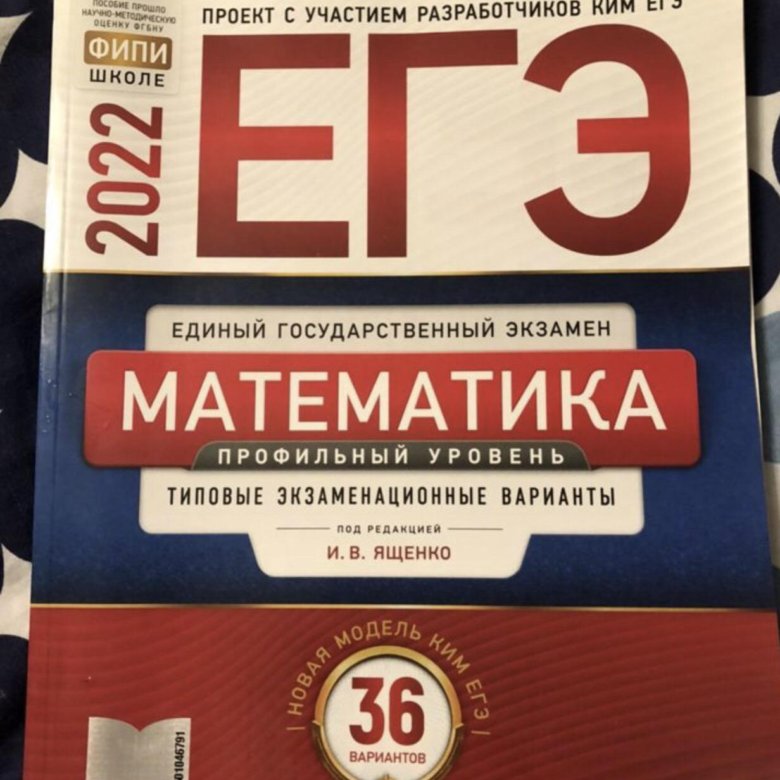 ПРОЕКТ С УЧАСТИЕМ РАЗРАБОТЧИКОВ КИМ ЕГЭ
ПОСОБИЕ ПРОШЛО
НАУЧНО-МЕТОДИЧЕСКУЮ
ОЦЕНКУ ФГБНУ
ФИПИ
ШКОЛЕ
2022
ЕГЭ
ЕДИНЫЙ ГОСУДАРСТВЕННЫЙ ЭКЗАМЕН
МАТЕМАТИКА
ПРОФИЛЬНЫЙ УРОВЕНЬ
ТИПОВЫЕ ЭКЗАМЕНАЦИОННЫЕ ВАРИАНТЫ
ПОД РЕДАКЦИЕЙ
И. В. ЯЩЕНКО
НОВАЯ МОДЕЛЬ КИМ ЕГЭ
36
ВАРИАНТОВ
01046791